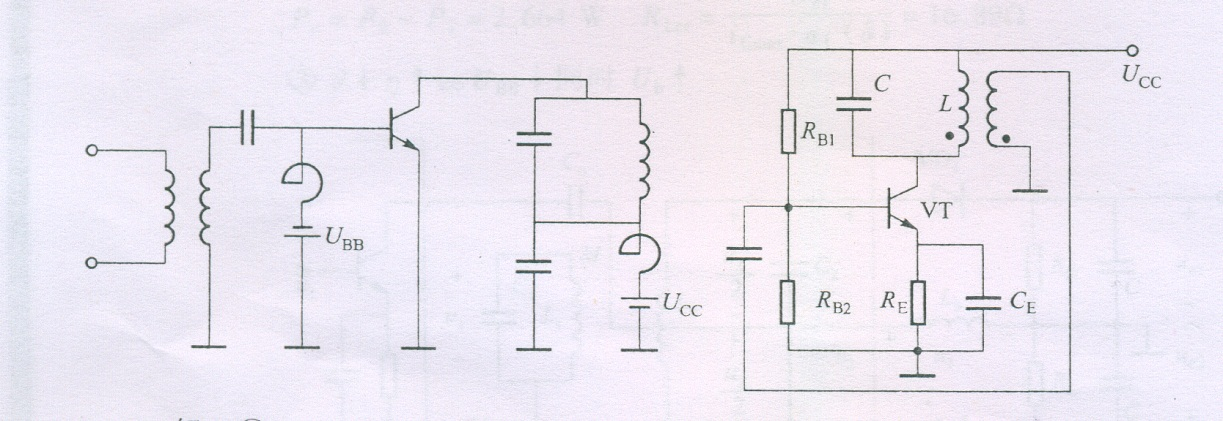 U_BB
U_CC
U_CC
C
L
R_B1
VT
R_B2
R_E
C_E